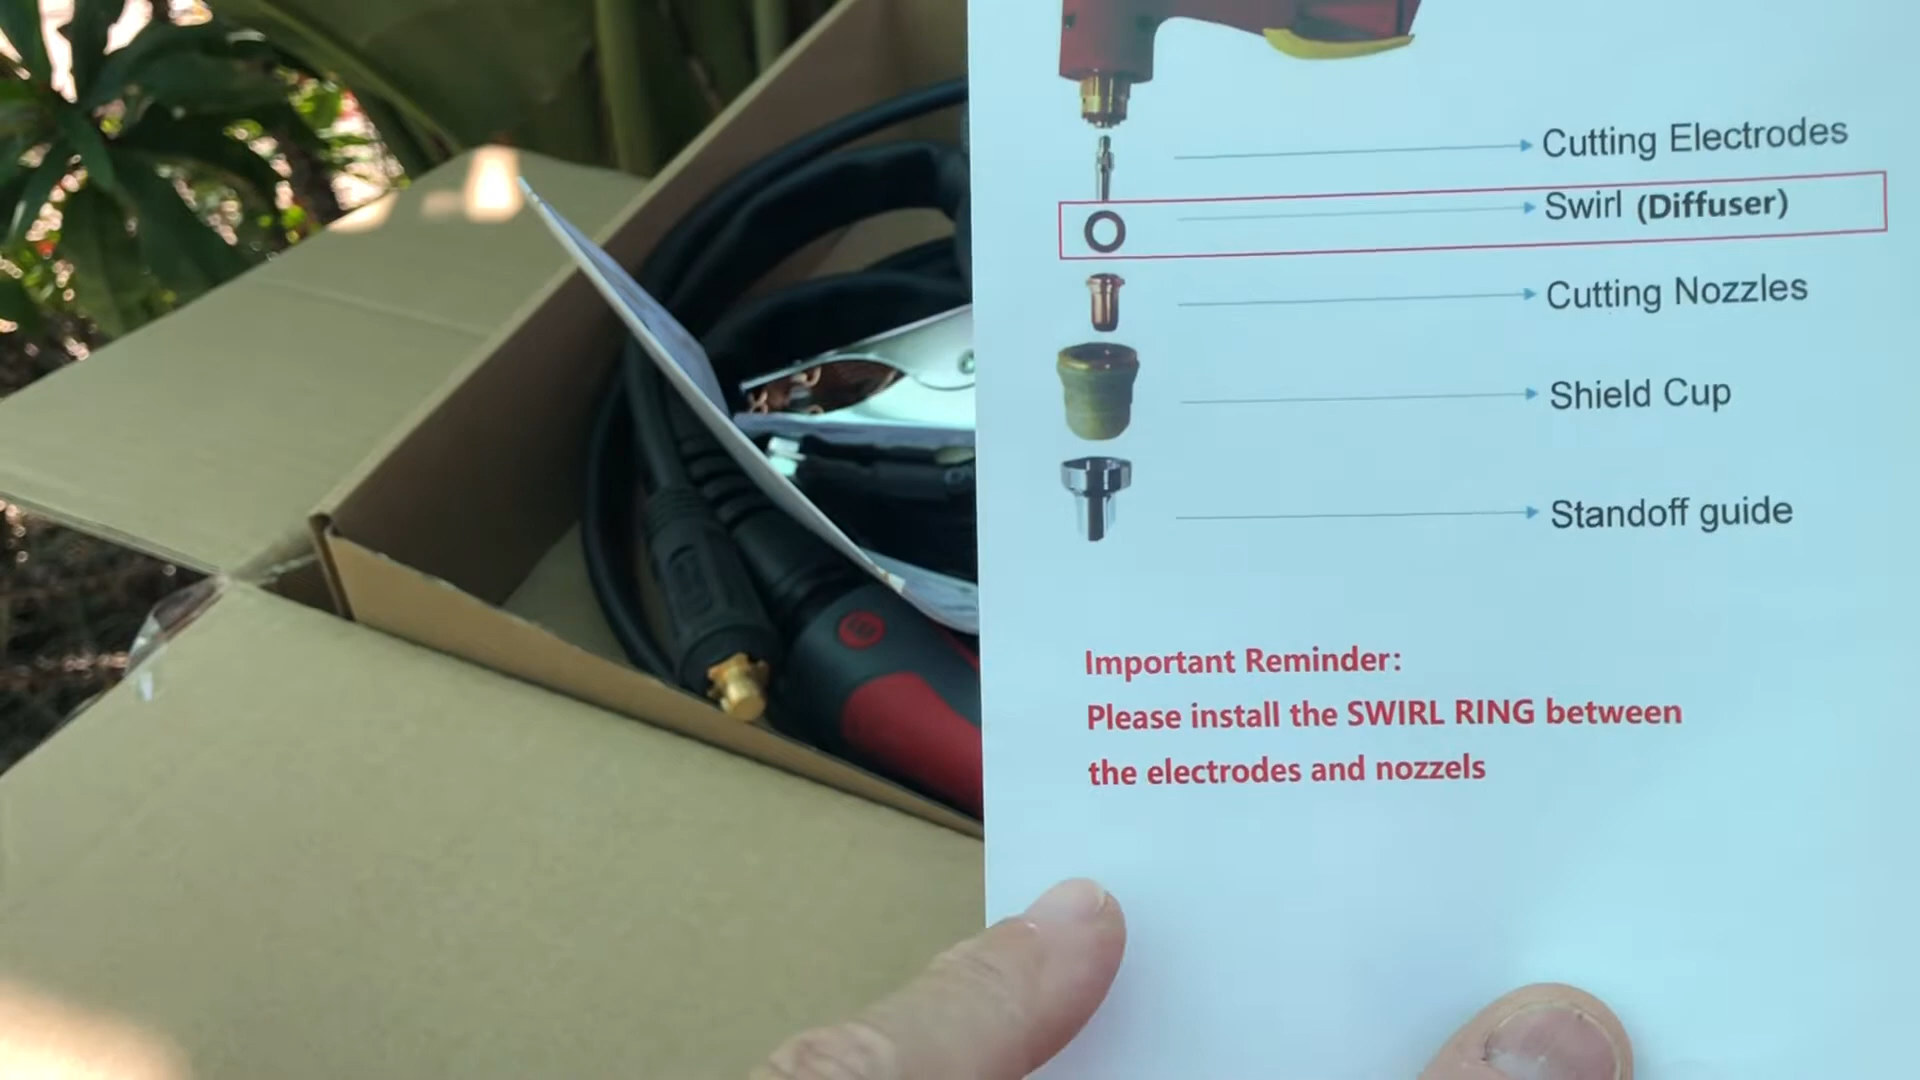 Cutting Electrodes
Swirl (Diffuser)
Cutting Nozzles
Shield Cup
Standoff guide
Important Reminder:
Please install the SWIRL RING between
the electrodes and nozzels